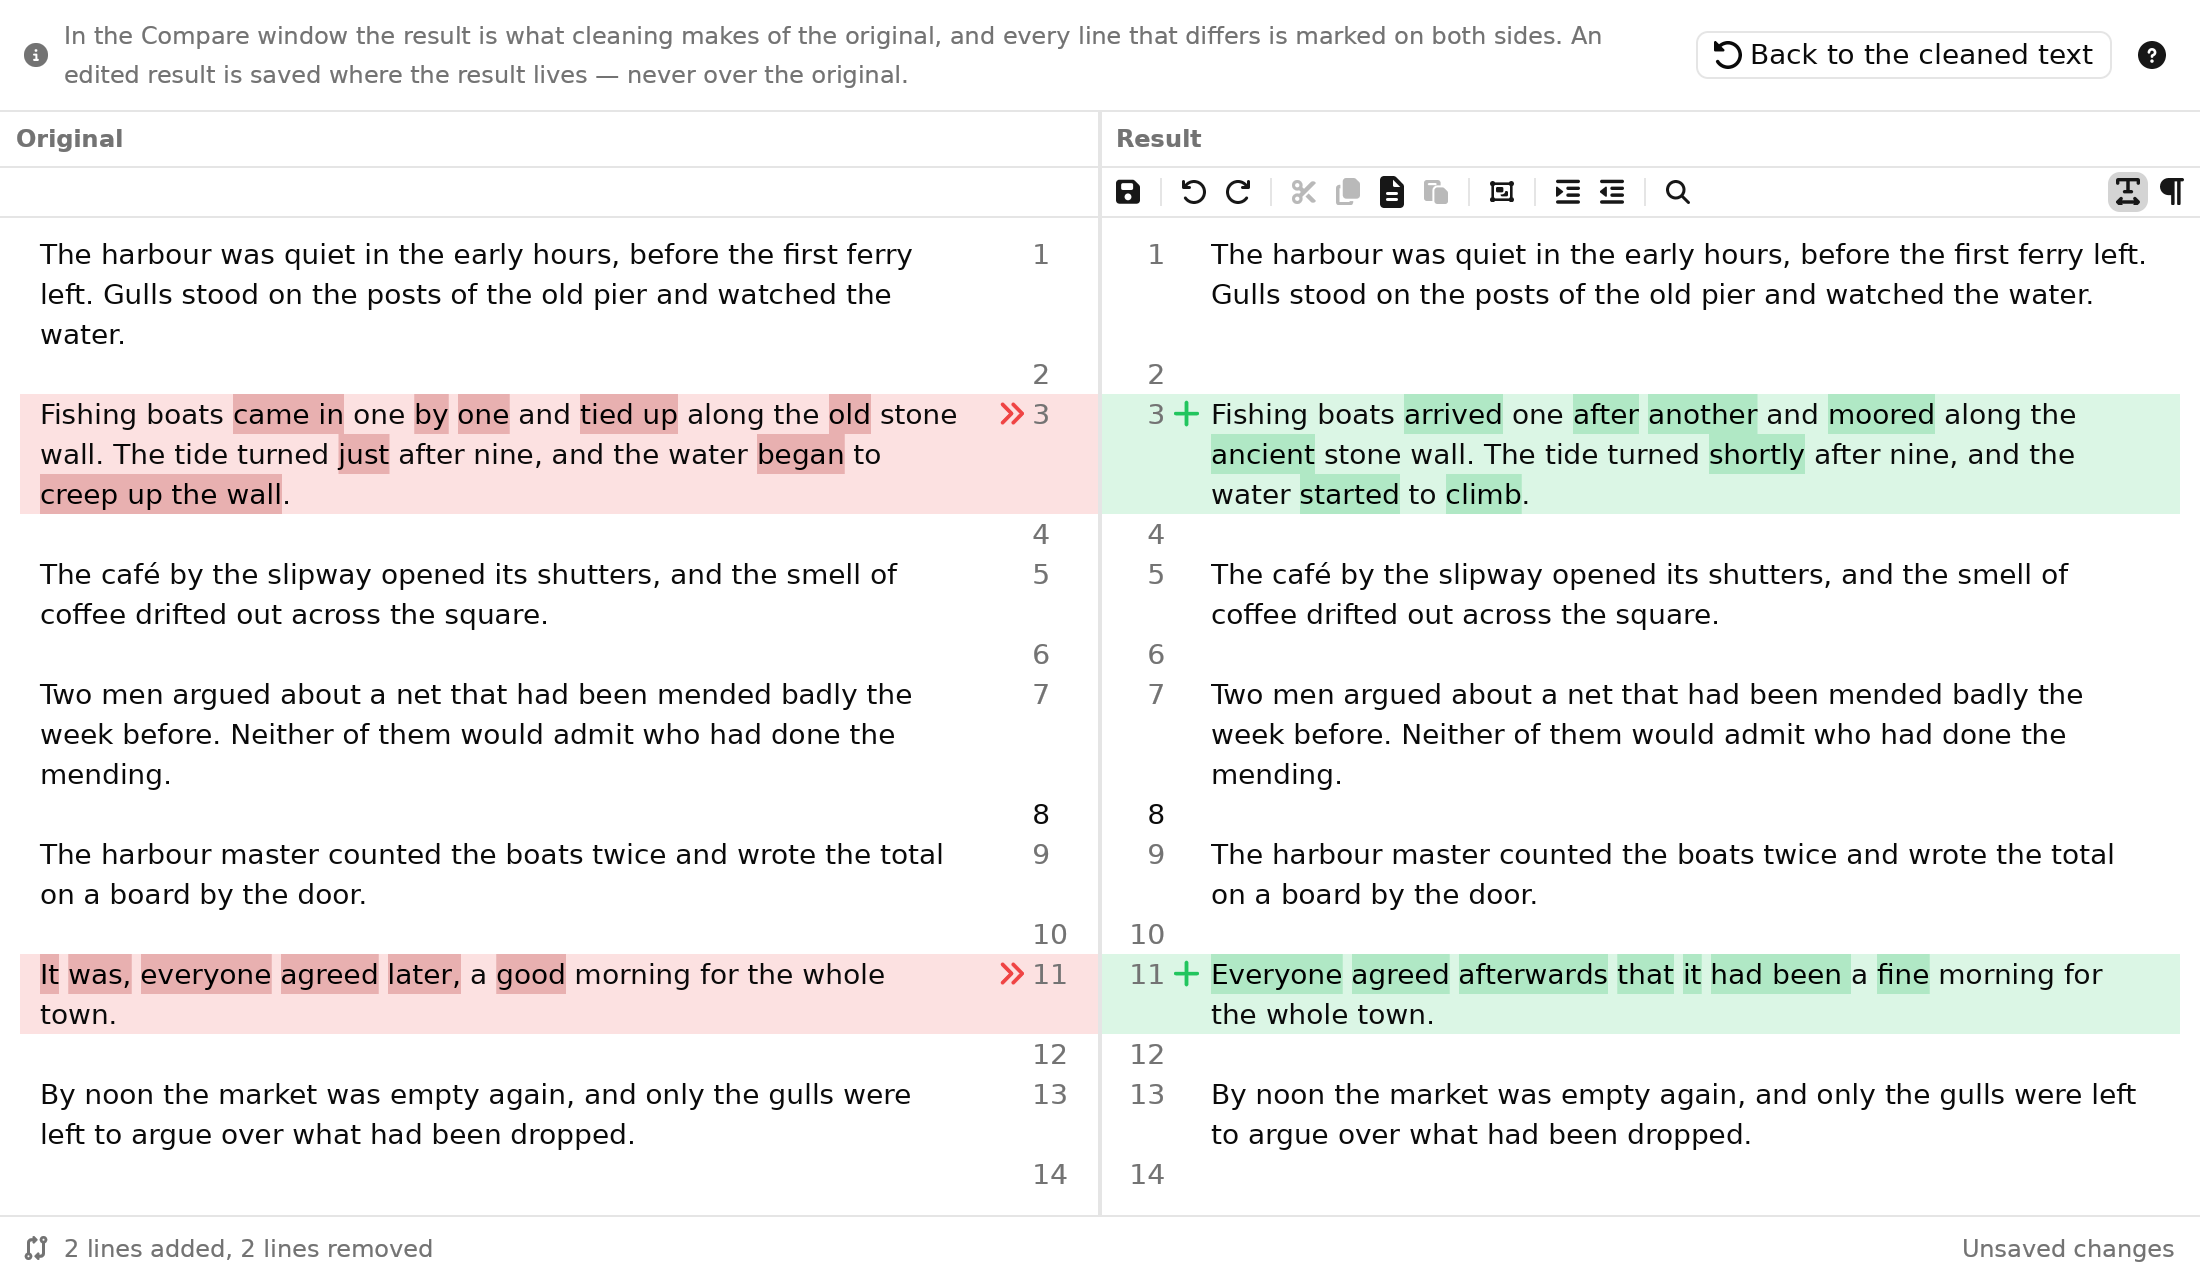 In the Compare window the result is what cleaning makes of the original, and every line that differs is marked on both sides. An
edited result is saved where the result lives — never over the original.
Back to the cleaned text
Original
The harbour was quiet in the early hours, before the first ferry 1
left. Gulls stood on the posts of the old pier and watched the
water.
2
Fishing boats came in one by one and tied up along the old stone 3
wall. The tide turned just after nine, and the water began to
creep up the wall.
4
The café by the slipway opened its shutters, and the smell of 5
coffee drifted out across the square.
6
Two men argued about a net that had been mended badly the 7
week before. Neither of them would admit who had done the
mending.
8
The harbour master counted the boats twice and wrote the total 9
on a board by the door.
10
It was, everyone agreed later, a good morning for the whole 11
town.
12
By noon the market was empty again, and only the gulls were 13
left to argue over what had been dropped.
14
Result
1 The harbour was quiet in the early hours, before the first ferry left.
Gulls stood on the posts of the old pier and watched the water.
2
3 Fishing boats arrived one after another and moored along the
ancient stone wall. The tide turned shortly after nine, and the
water started to climb.
4
5 The café by the slipway opened its shutters, and the smell of
coffee drifted out across the square.
6
7 Two men argued about a net that had been mended badly the
week before. Neither of them would admit who had done the
mending.
8
9 The harbour master counted the boats twice and wrote the total
on a board by the door.
10
11 Everyone agreed afterwards that it had been a fine morning for
the whole town.
12
13 By noon the market was empty again, and only the gulls were left
to argue over what had been dropped.
14
2 lines added, 2 lines removed
Unsaved changes